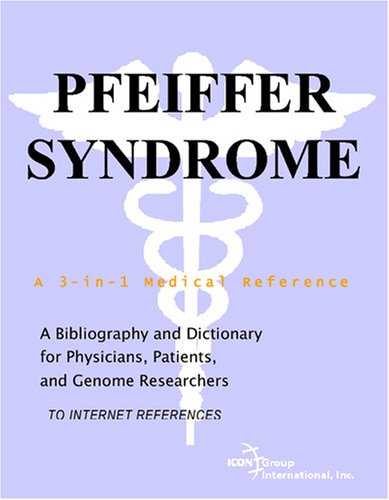 PFEIFFER
SYNDROME
A 3-in-1 Medical Reference
A Bibliography and Dictionary
for Physicians, Patients,
and Genome Researchers
TO INTERNET REFERENCES
ICON Group
International, Inc.